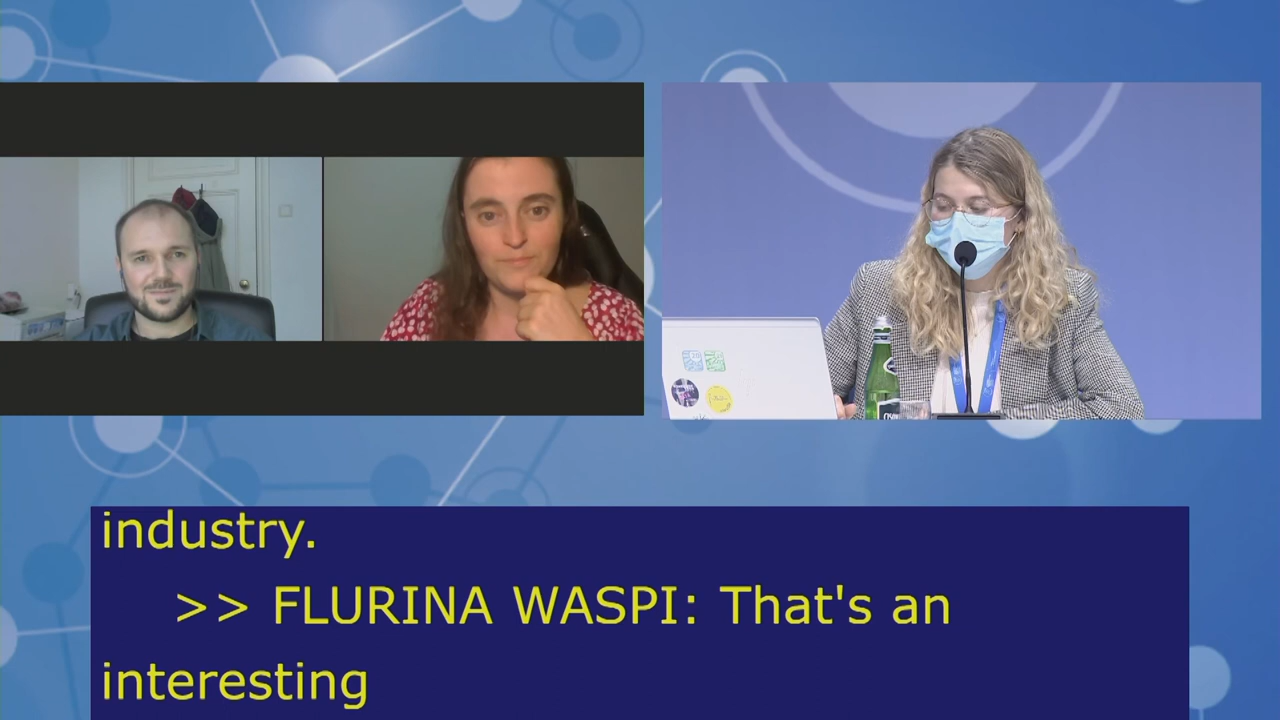 industry.
>> FLURINA WASPI: That's an
interesting